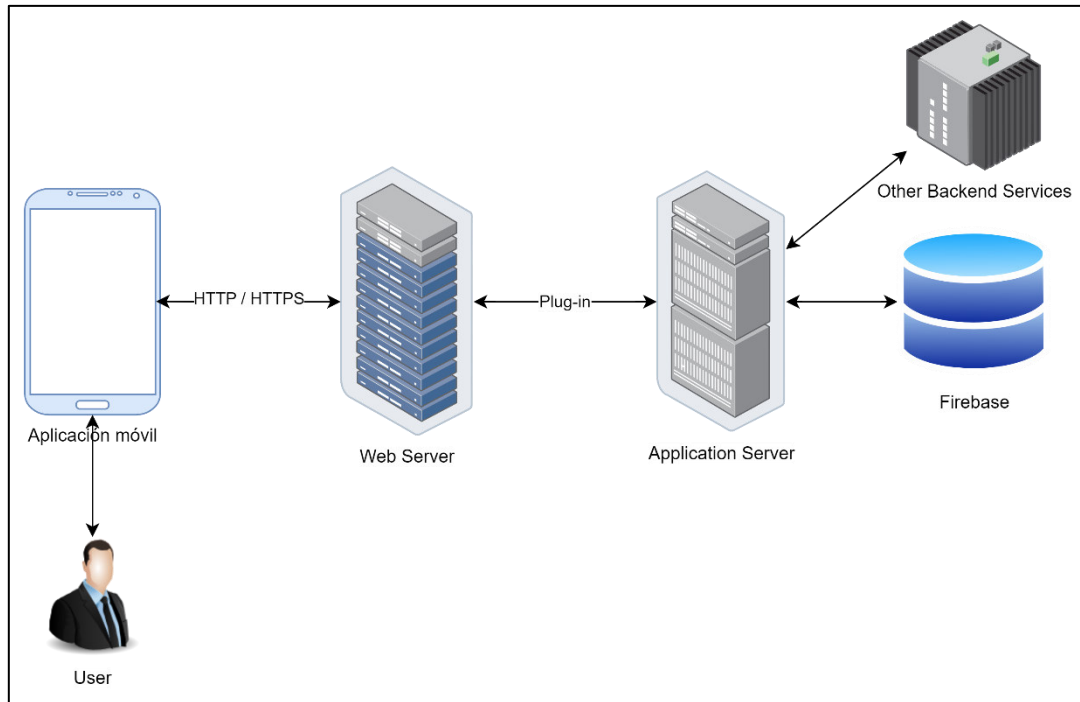 Other Backend Services
HTTP / HTTPS
Plug-in
Firebase
Aplicación móvil
Web Server
Application Server
User